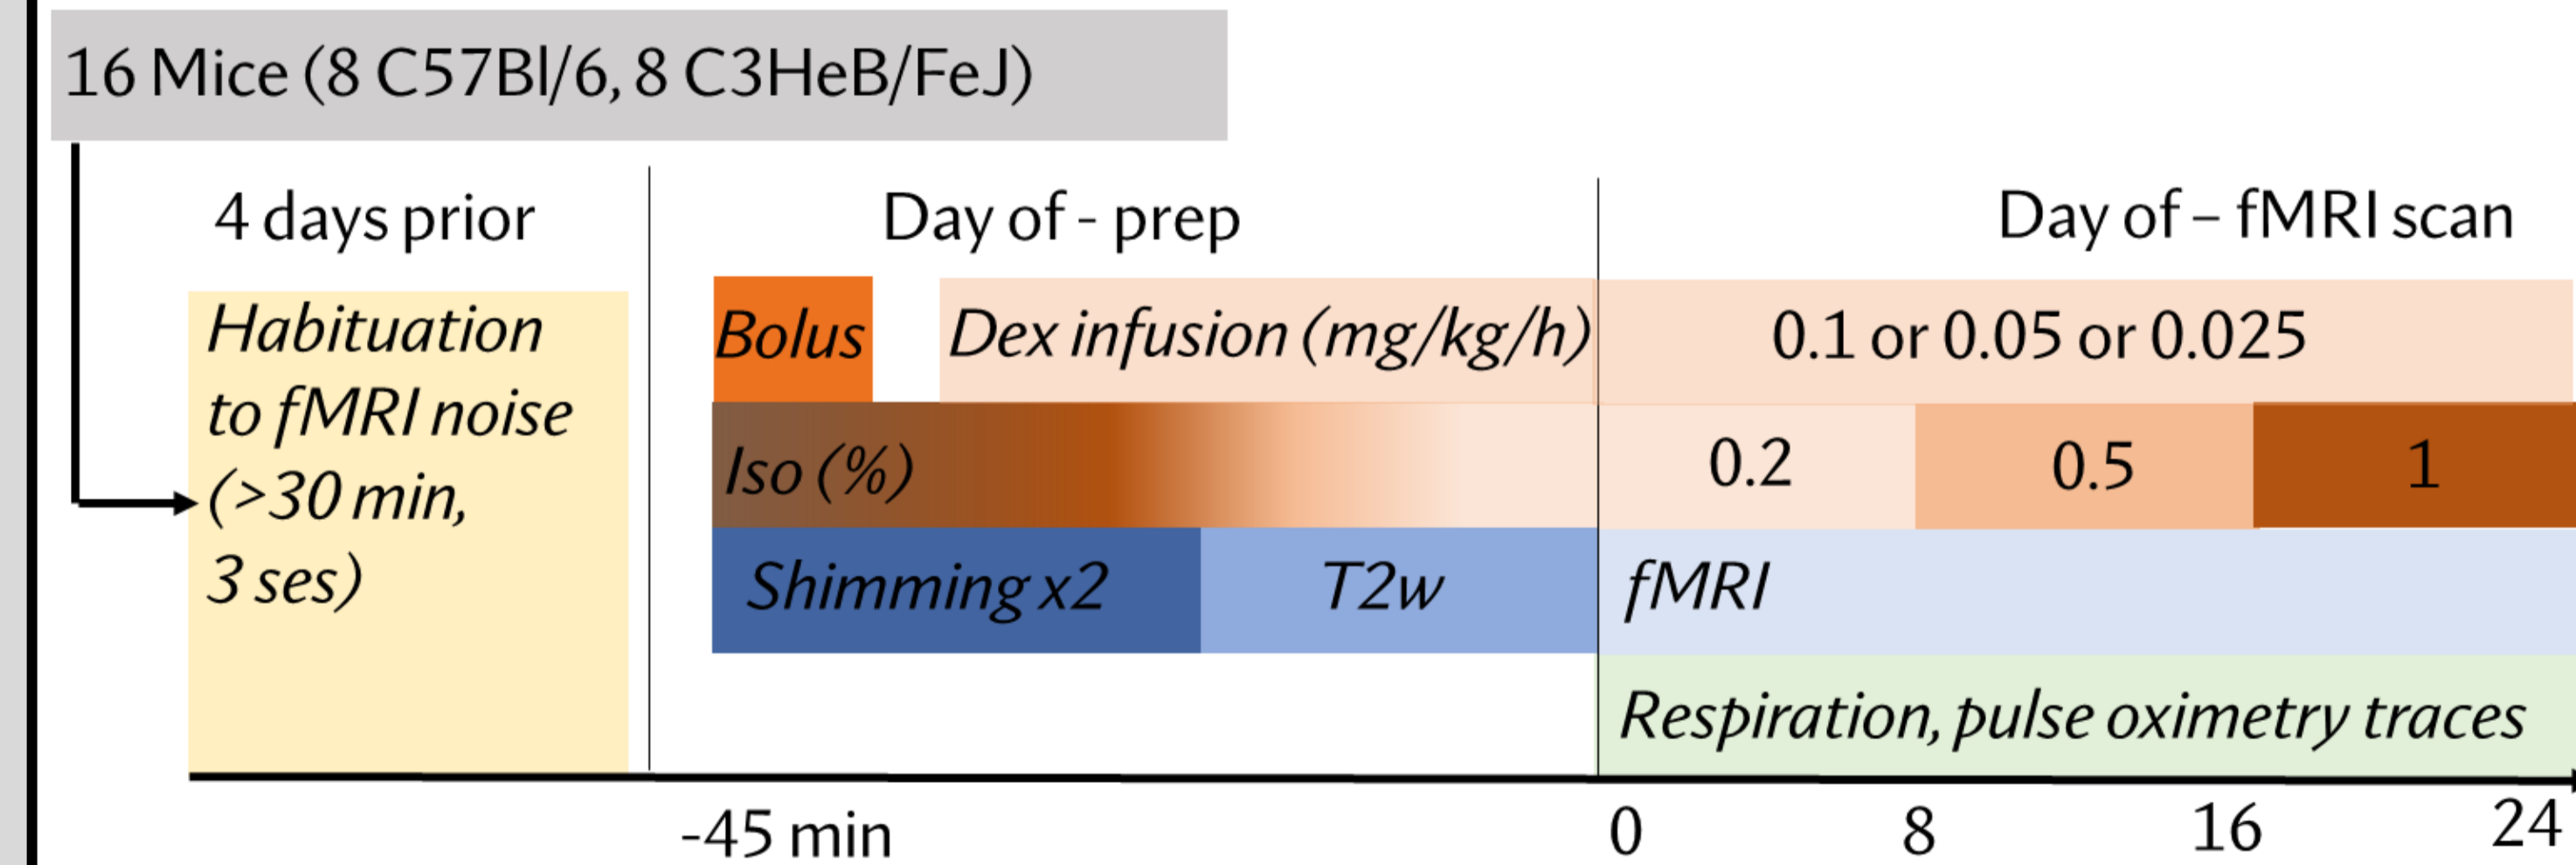 16 Mice (8 C57Bl/6, 8 C3HeB/FeJ)
4 days prior
Day of - prep
Day of – fMRI scan
Habituation
to fMRI noise
(>30 min,
3 ses)
Bolus
Dex infusion (mg/kg/h)
0.1 or 0.05 or 0.025
Iso (%)
0.2
0.5
1
Shimming x2
T2w
fMRI
Respiration, pulse oximetry traces
-45 min
0
8
16
24